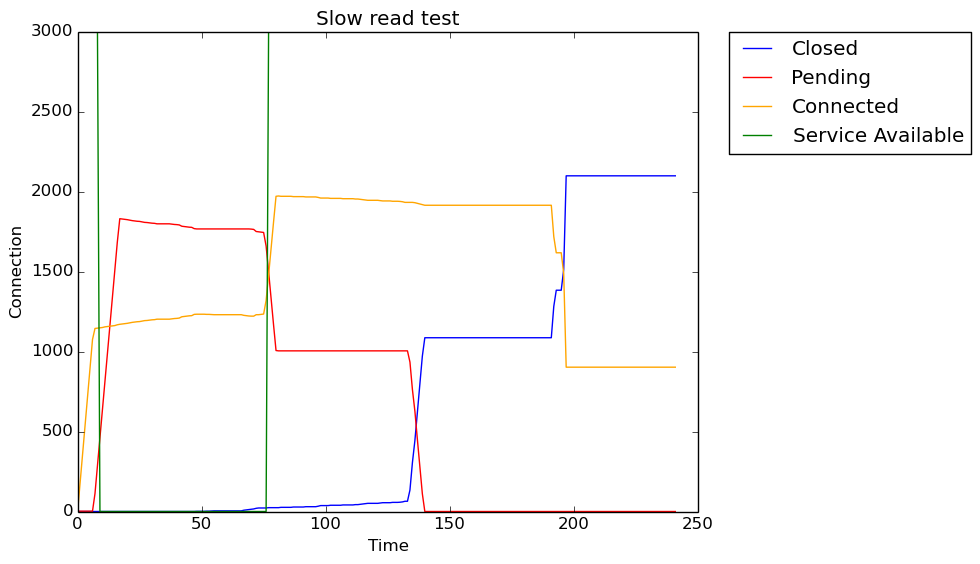 Slow read test
3000
2500
2000
1500
1000
500
0
0 50 100 150 200 250
Connection
Time
Closed
Pending
Connected
Service Available